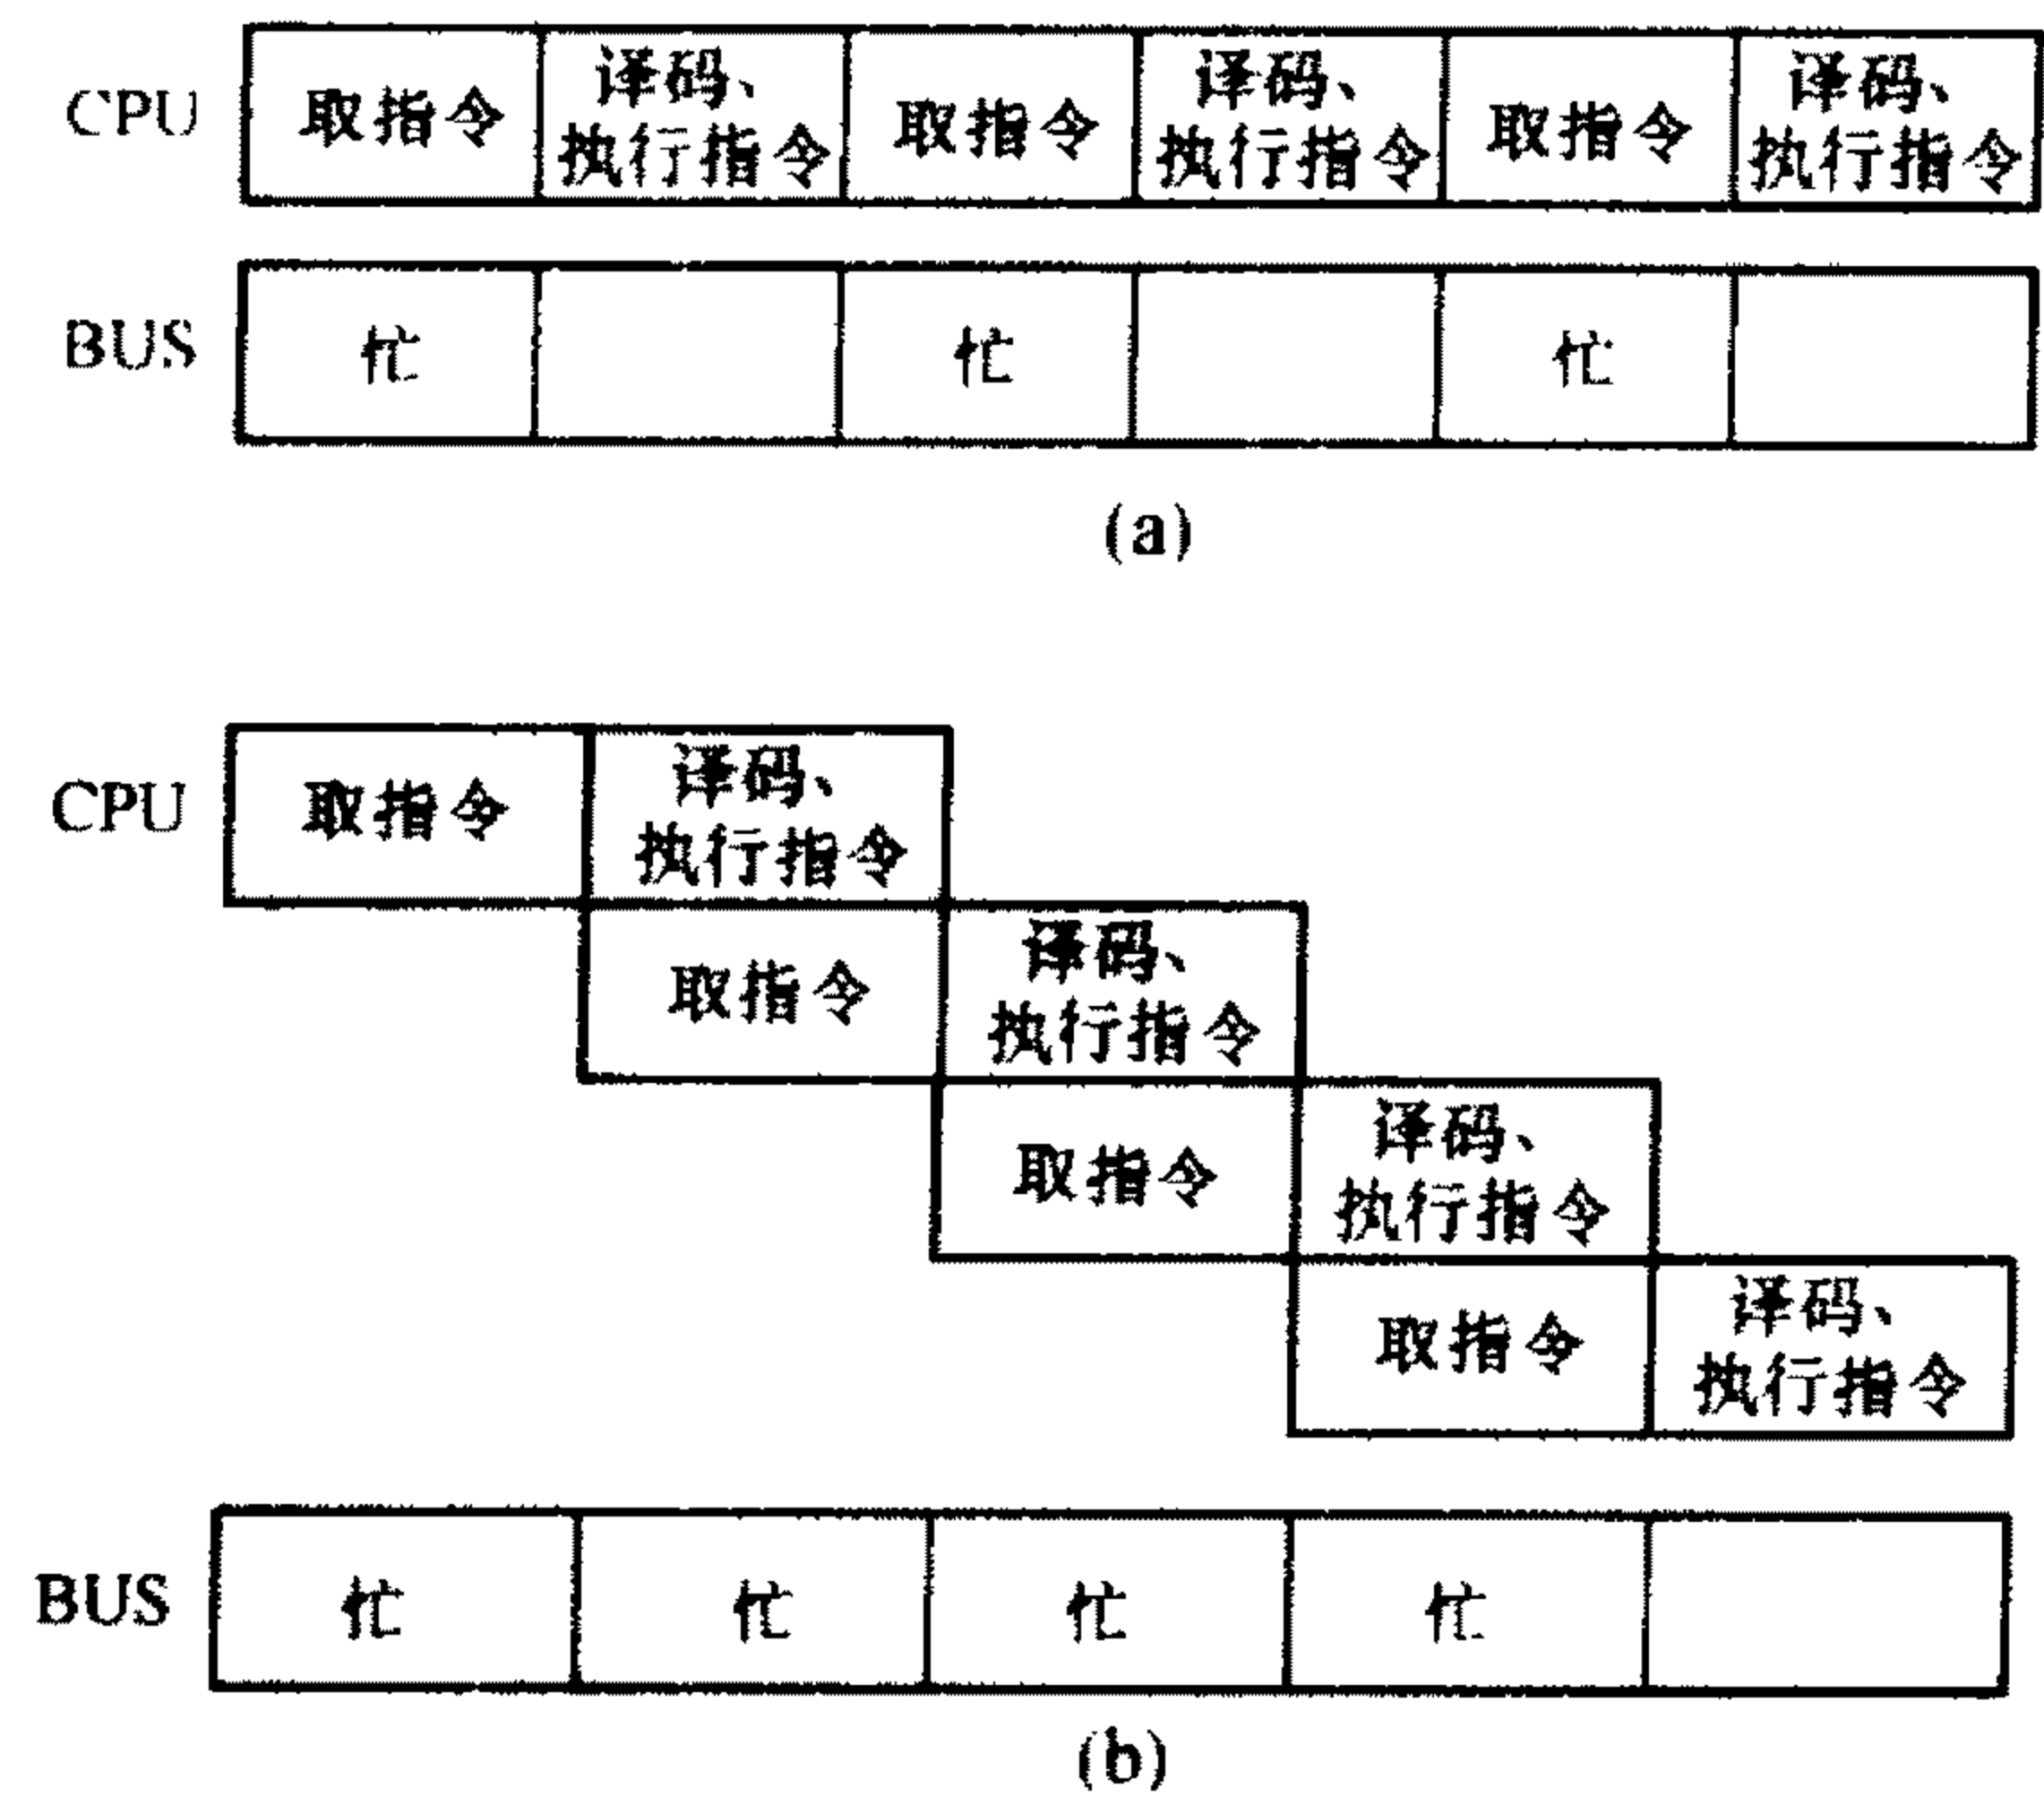 CPU 取指令 译码、 取指令 译码、 取指令 译码、
执行指令 执行指令 执行指令
BUS 忙 忙 忙
(a)
CPU 取指令 译码、
执行指令
取指令 译码、
执行指令
取指令 译码、
执行指令
取指令 译码、
执行指令
BUS 忙 忙 忙 忙
(b)